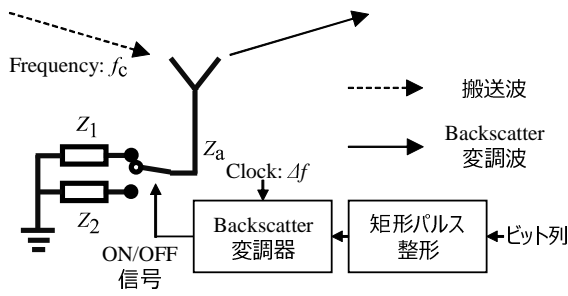 Frequency: fc
搬送波
Backscatter
変調波
Z1
Za
Clock: Δf
Z2
Backscatter
変調器
矩形パルス
整形
ビット列
ON/OFF
信号